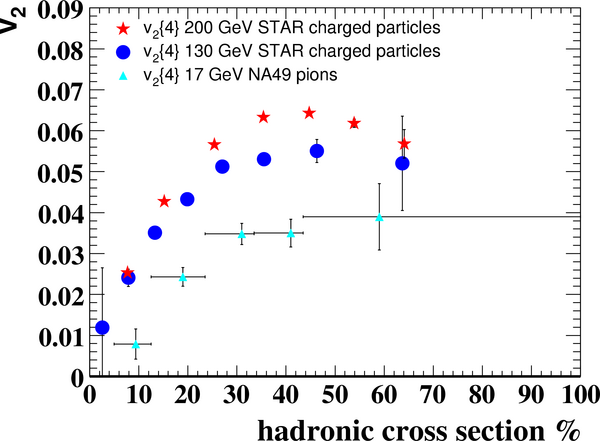 v₂
0.09
0.08
0.07
0.06
0.05
0.04
0.03
0.02
0.01
0
v₂{4} 200 GeV STAR charged particles
v₂{4} 130 GeV STAR charged particles
v₂{4} 17 GeV NA49 pions
0 10 20 30 40 50 60 70 80 90 100
hadronic cross section %